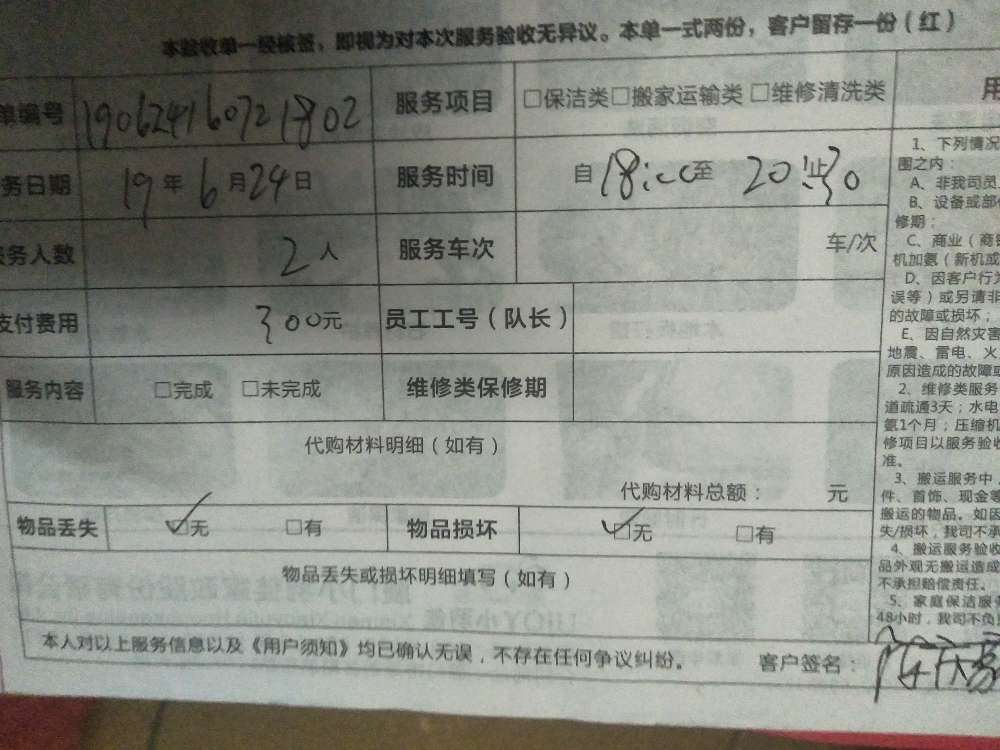 本验收单一经核签，即视为对本次服务验收无异议。本单一式两份，客户留存一份（红）
单编号 190624160721802 服务项目 □保洁类□搬家运输类 □维修清洗类
务日期 19年6月24日 服务时间 自18:00至 20:30止
务人数 2人 服务车次 车/次
支付费用 300元 员工工号（队长）
服务内容 □完成 □未完成 维修类保修期
代购材料明细（如有）
代购材料总额： 元
物品丢失 ☑无 □有 物品损坏 ☑无 □有
物品丢失或损坏明细填写（如有）
本人对以上服务信息以及《用户须知》均已确认无误，不存在任何争议纠纷。 客户签名：
用
1、下列情况
围之内：
A、非我司员
B、设备或部
修期；
C、商业（商
机加氨（新机或
D、因客户行为
误等）或另请非
的故障或损坏；
E、因自然灾害
地震、雷电、火
原因造成的故障或
2、维修类服务
道疏通3天；水电
氨1个月；压缩机
修项目以服务验收
准。
3、搬运服务中，
件、首饰、现金等
搬运的物品。如因
失/损坏，我司不承
4、搬运服务验收
品外观无搬运造成
不承担赔偿责任。
5、家庭保洁服务
48小时，我司不负